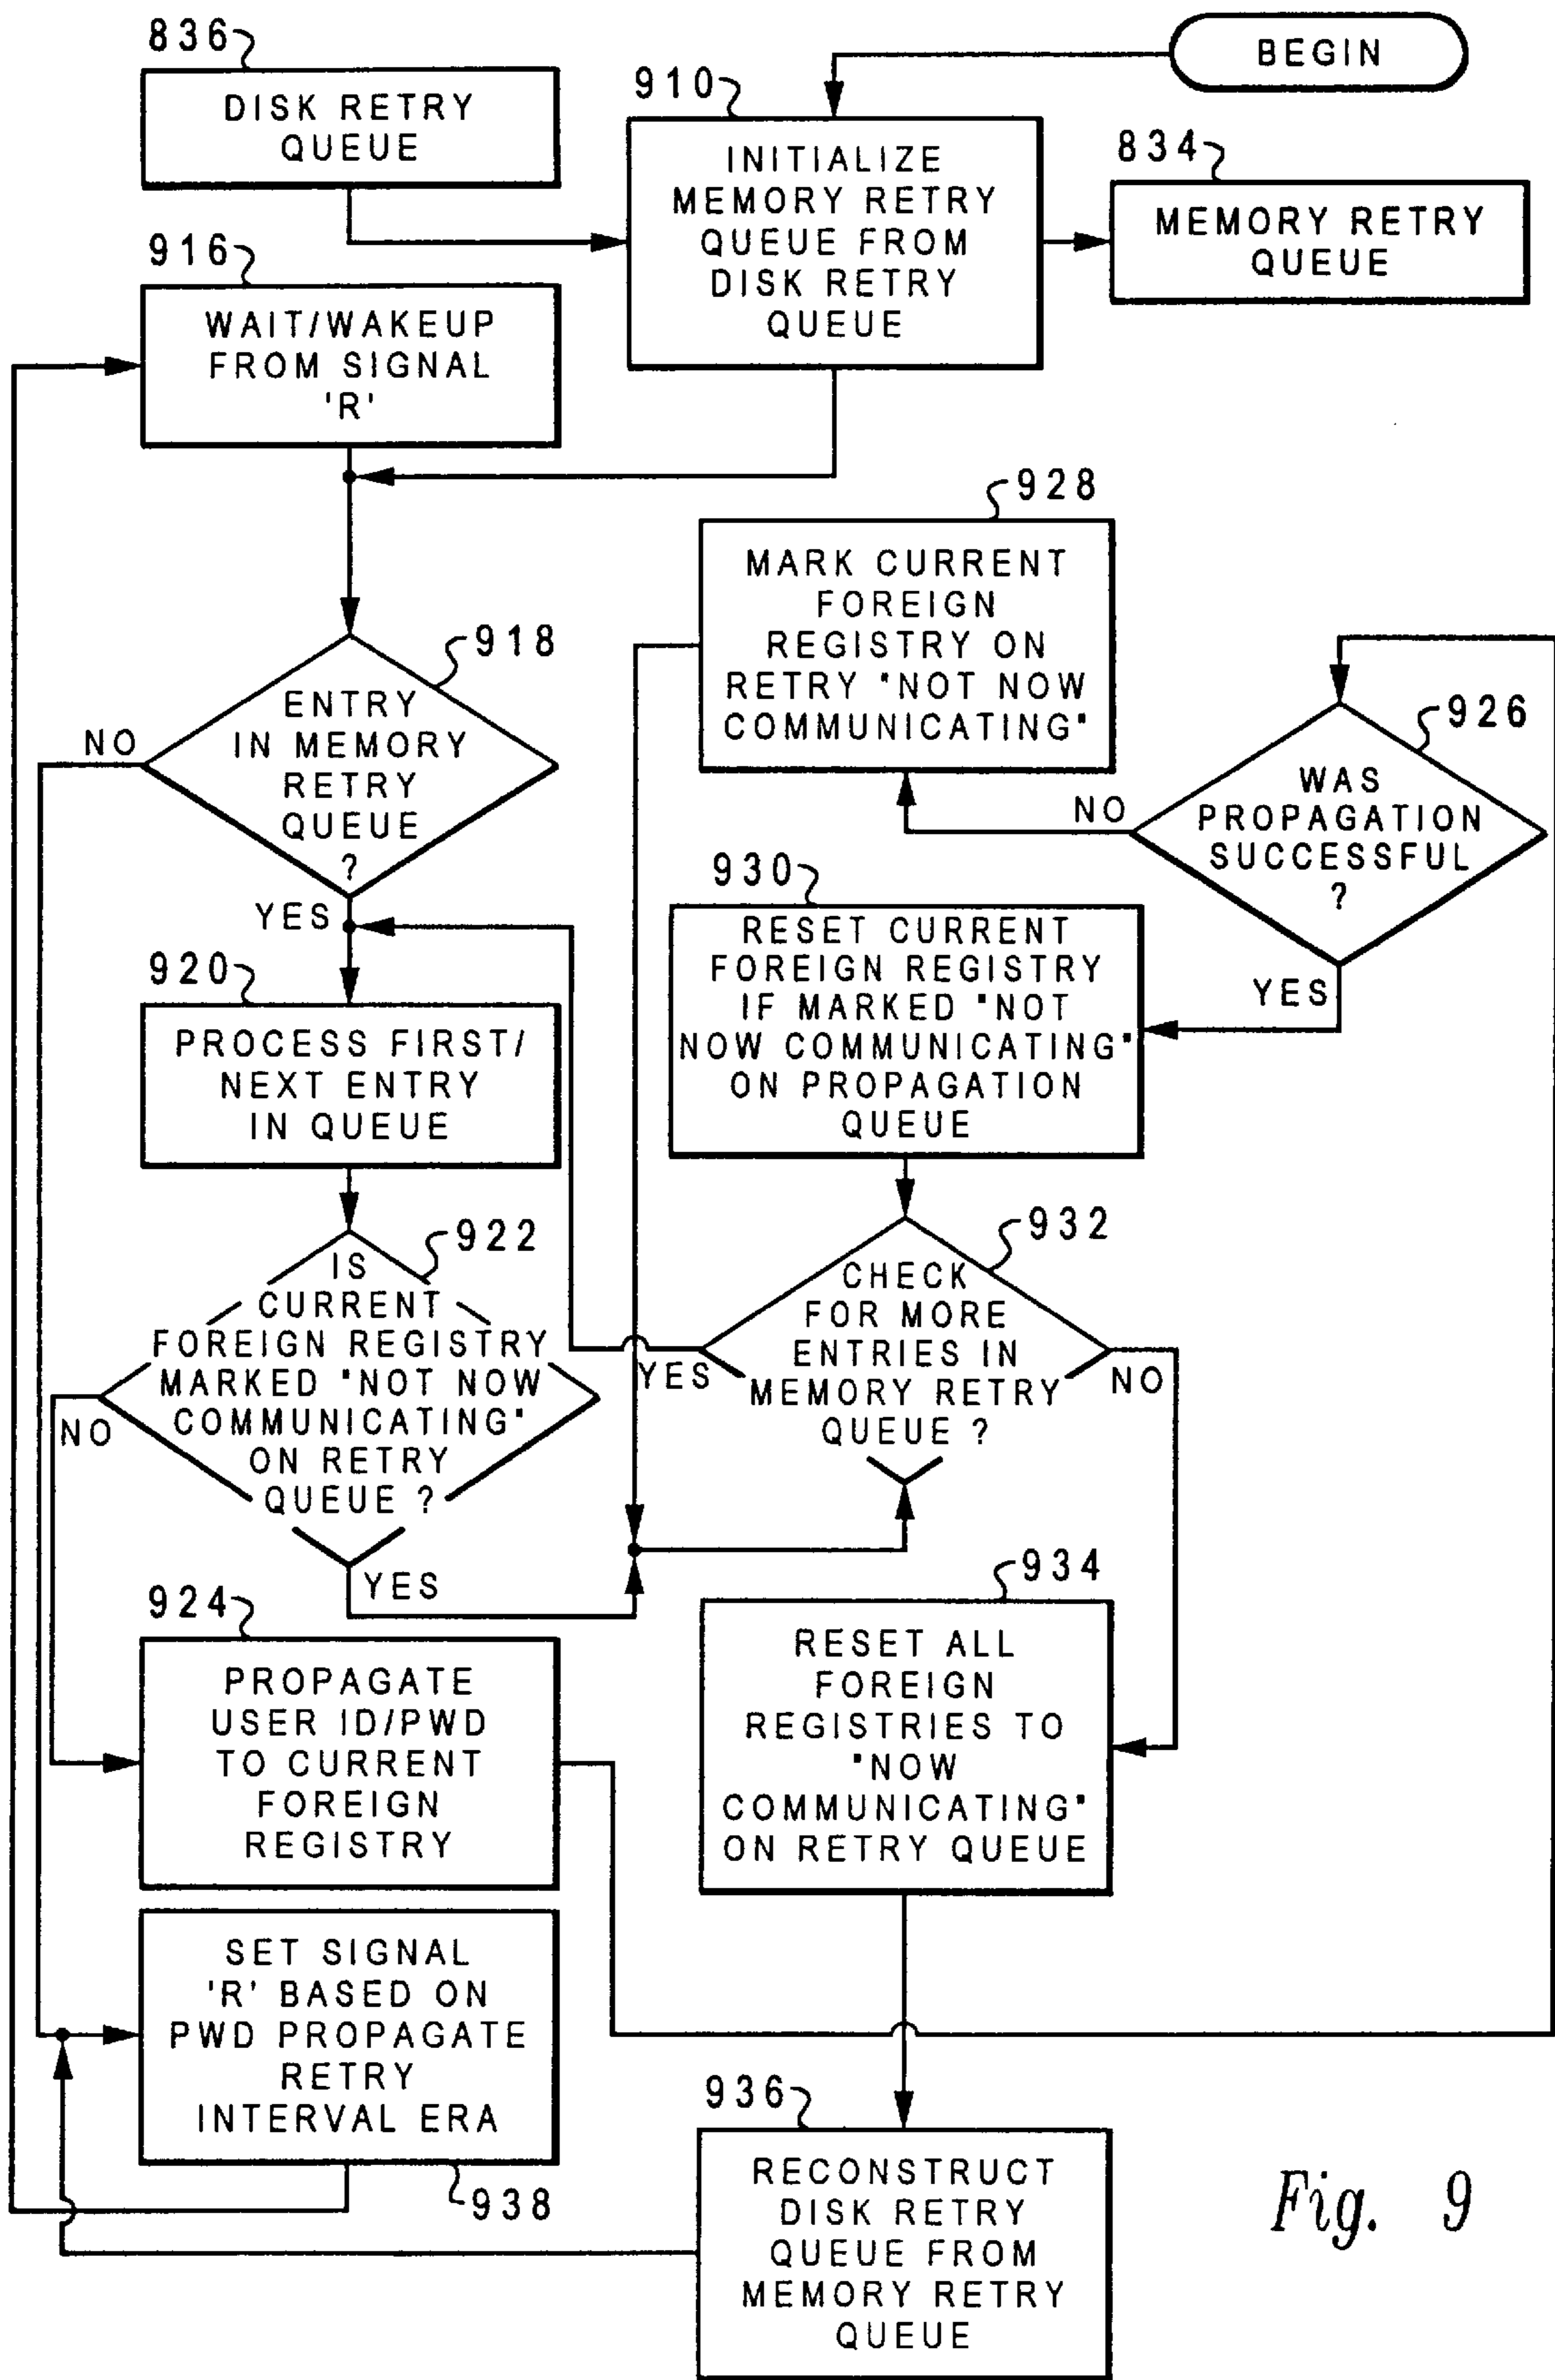 836
DISK RETRY
QUEUE
BEGIN
910
INITIALIZE
MEMORY RETRY
QUEUE FROM
DISK RETRY
QUEUE
834
MEMORY RETRY
QUEUE
916
WAIT/WAKEUP
FROM SIGNAL
'R'
928
MARK CURRENT
FOREIGN
REGISTRY ON
RETRY "NOT NOW
COMMUNICATING"
918
ENTRY
IN MEMORY
RETRY
QUEUE
?
NO
YES
926
WAS
PROPAGATION
SUCCESSFUL
?
NO
YES
930
RESET CURRENT
FOREIGN REGISTRY
IF MARKED "NOT
NOW COMMUNICATING"
ON PROPAGATION
QUEUE
920
PROCESS FIRST/
NEXT ENTRY
IN QUEUE
922
IS
CURRENT
FOREIGN REGISTRY
MARKED "NOT NOW
COMMUNICATING"
ON RETRY
QUEUE ?
NO
YES
932
CHECK
FOR MORE
ENTRIES IN
MEMORY RETRY
QUEUE ?
YES
NO
924
PROPAGATE
USER ID/PWD
TO CURRENT
FOREIGN
REGISTRY
934
RESET ALL
FOREIGN
REGISTRIES TO
"NOW
COMMUNICATING"
ON RETRY QUEUE
SET SIGNAL
'R' BASED ON
PWD PROPAGATE
RETRY
INTERVAL ERA
938
936
RECONSTRUCT
DISK RETRY
QUEUE FROM
MEMORY RETRY
QUEUE
Fig. 9